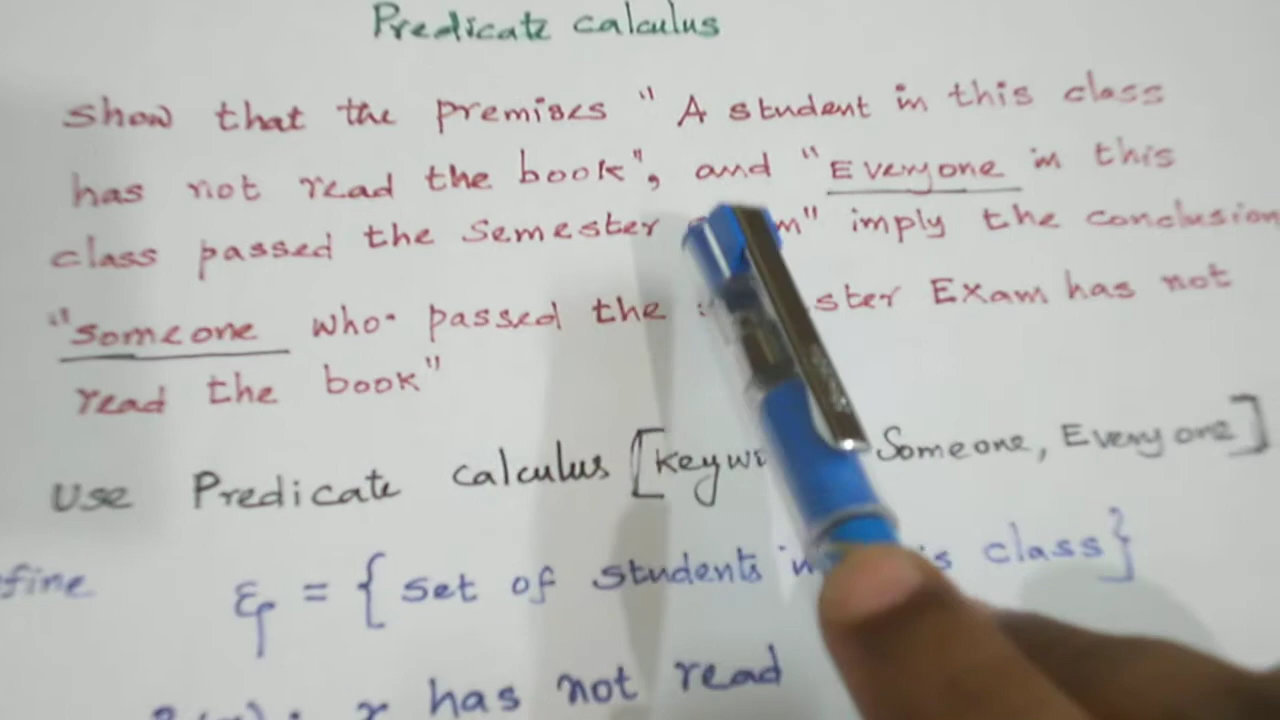 Predicate calculus
Show that the premises " A student in this class
has not read the book", and "Everyone in this
class passed the Semester m" imply the conclusion
"Someone who passed the ster Exam has not
read the book"
Use Predicate calculus [keyw Someone, Everyone]
fine = { set of students in is class}
x has not read